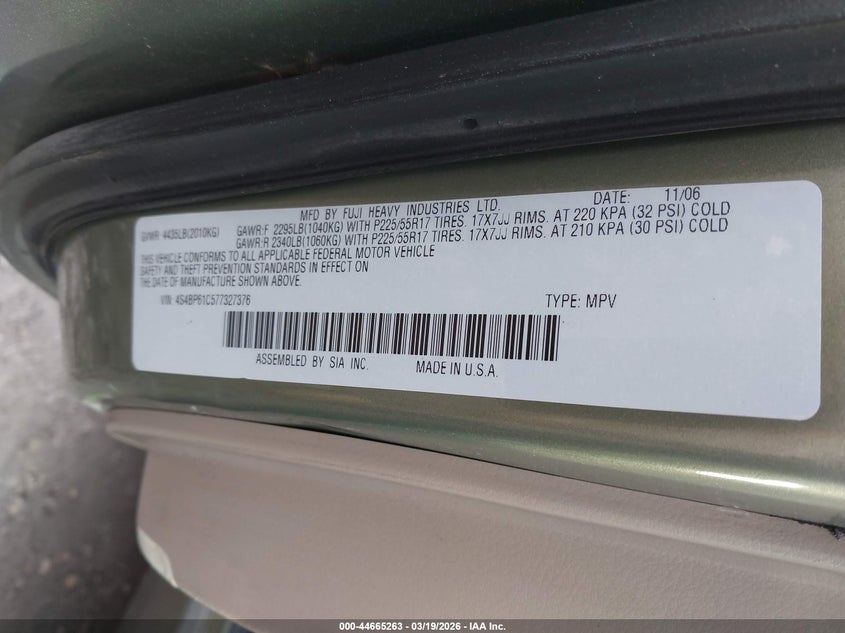 MFD BY FUJI HEAVY INDUSTRIES LTD. DATE: 11/06
GVWR: 4435LB(2010KG) GAWR:F 2295LB(1040KG) WITH P225/55R17 TIRES. 17X7JJ RIMS. AT 220 KPA (32 PSI) COLD
GAWR:R 2340LB(1060KG) WITH P225/55R17 TIRES. 17X7JJ RIMS. AT 210 KPA (30 PSI) COLD
THIS VEHICLE CONFORMS TO ALL APPLICABLE FEDERAL MOTOR VEHICLE
SAFETY AND THEFT PREVENTION STANDARDS IN EFFECT ON
THE DATE OF MANUFACTURE SHOWN ABOVE.
VIN: 4S4BP61C577327376 TYPE: MPV
ASSEMBLED BY SIA INC. MADE IN U.S.A.
000-44665263 - 03/19/2026 - IAA Inc.